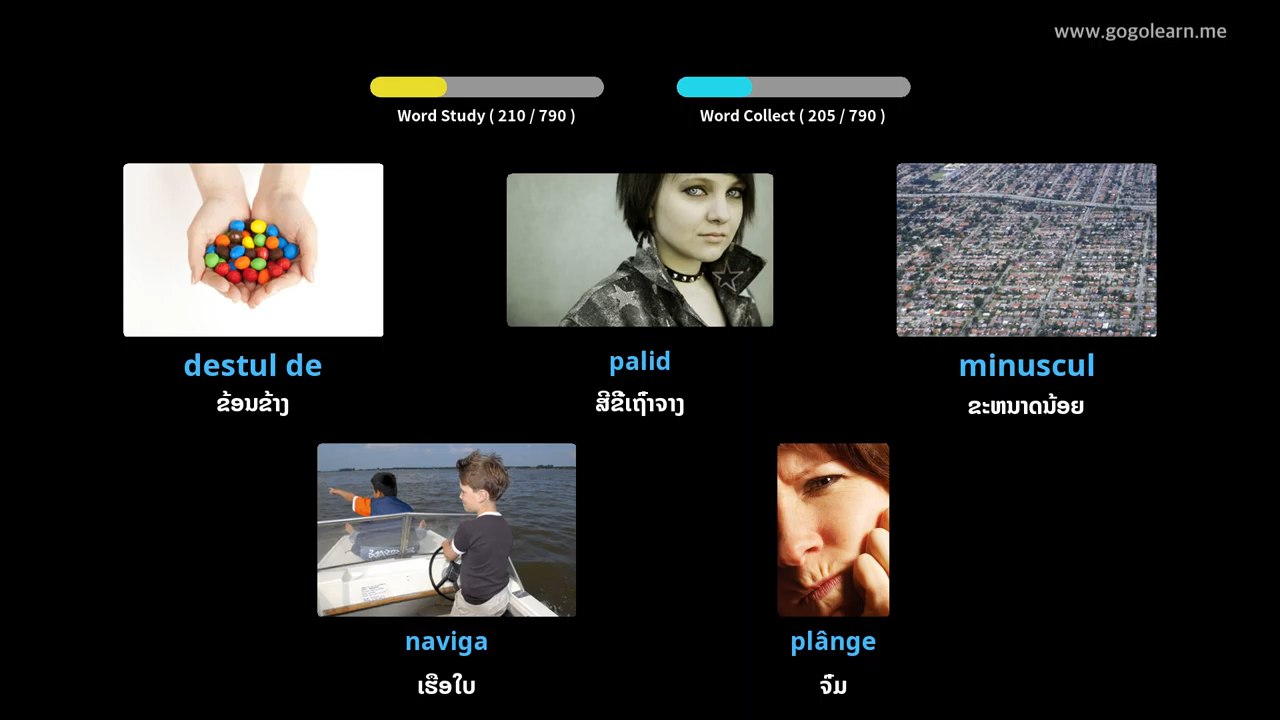 www.gogolearn.me
Word Study ( 210 / 790 )
Word Collect ( 205 / 790 )
destul de
ຂ້ອນຂ້າງ
palid
ສີຂີ້ເຖົ່າຈາງ
minuscul
ຂະຫນາດນ້ອຍ
naviga
ເຮືອໃບ
plânge
ຈົ່ມ